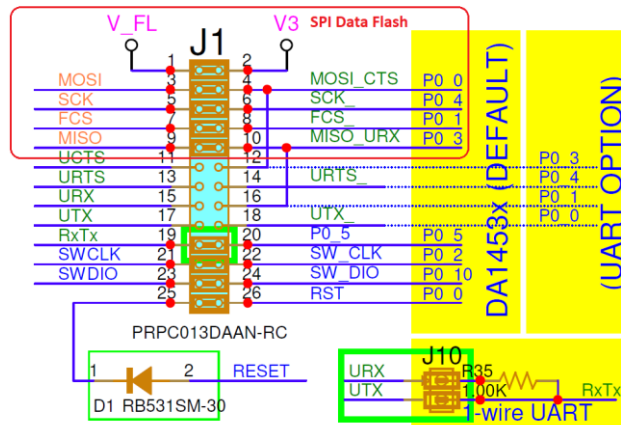 V_FL J1 V3 SPI Data Flash
1 2
MOSI 3 4 MOSI_CTS P0_0
SCK 5 6 SCK_ P0_4
FCS 7 8 FCS_ P0_1
MISO 9 10 MISO_URX P0_3
UCTS 11 12 P0_3
URTS 13 14 URTS_ P0_4
URX 15 16 P0_1
UTX 17 18 UTX_ P0_0
RxTx 19 20 P0_5 P0_5
SWCLK 21 22 SW_CLK P0_2
SWDIO 23 24 SW_DIO P0_10
25 26 RST P0_0
DA1453x (DEFAULT)
(UART OPTION)
PRPC013DAAN-RC
1 2 RESET
D1 RB531SM-30
J10
URX R35
UTX 1.00K RxTx
1-wire UART